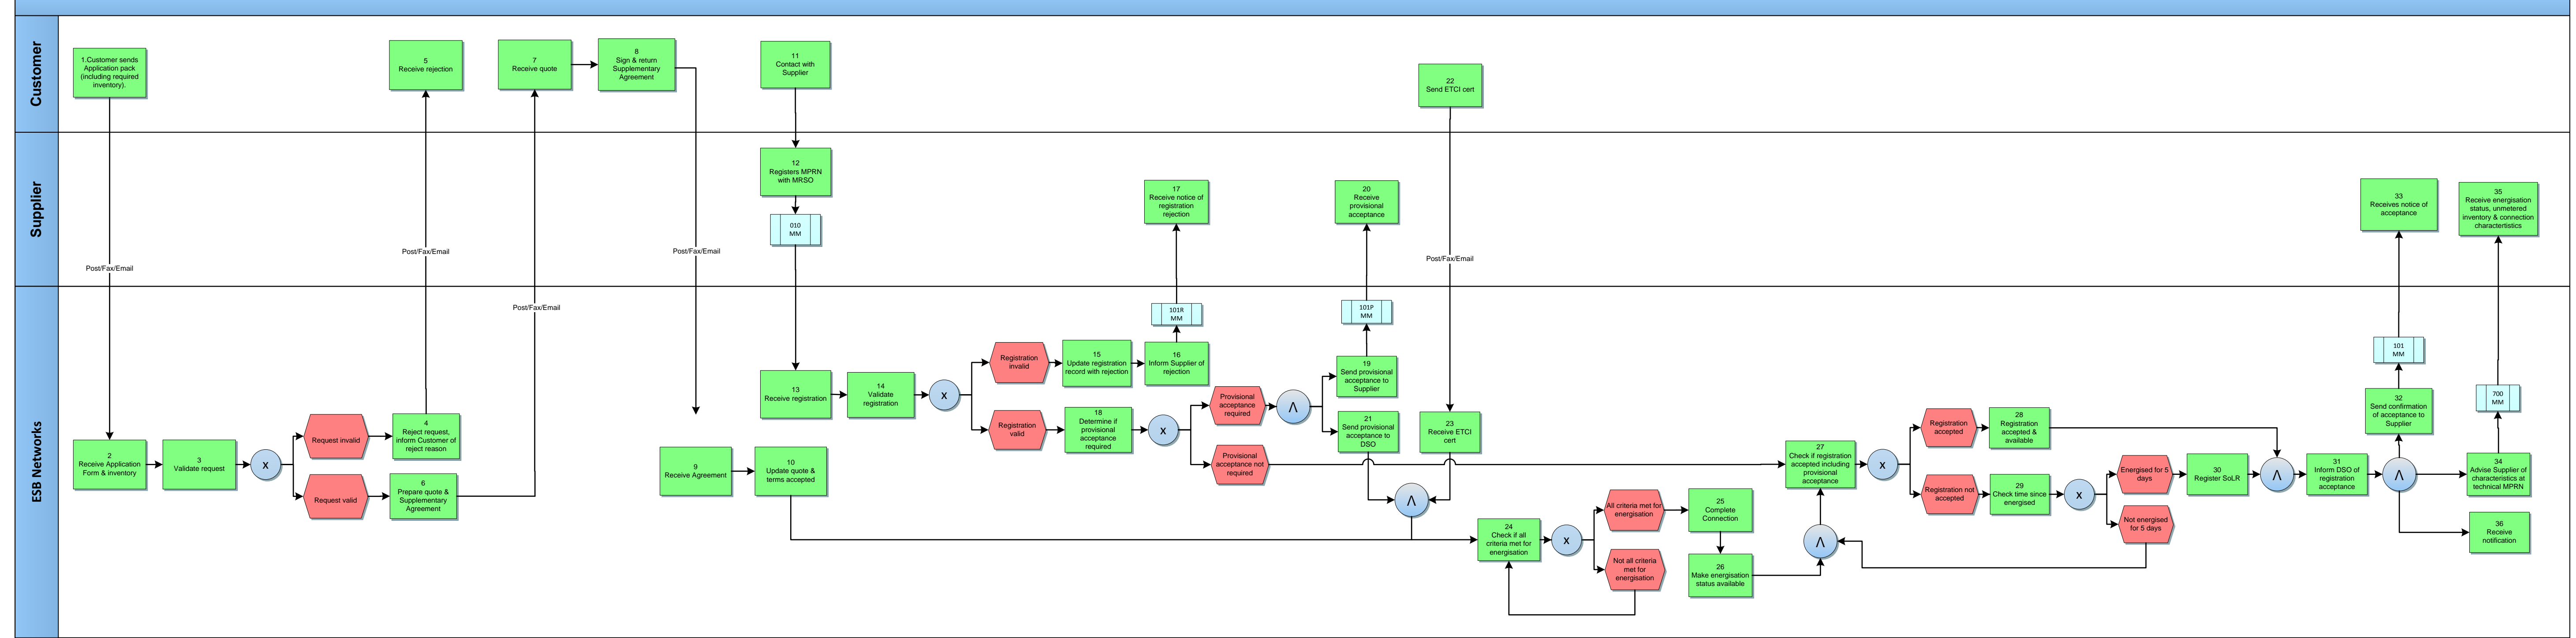 Customer
1.Customer sends
Application pack
(including required
inventory).
5
Receive rejection
7
Receive quote
8
Sign & return
Supplementary
Agreement
11
Contact with
Supplier
22
Send ETCI cert
Supplier
12
Registers MPRN
with MRSO
010
MM
17
Receive notice of
registration
rejection
20
Receive
provisional
acceptance
33
Receives notice of
acceptance
35
Receive energisation
status, unmetered
inventory & connection
charactertistics
Post/Fax/Email
Post/Fax/Email
Post/Fax/Email
Post/Fax/Email
Post/Fax/Email
ESB Networks
2
Receive Application
Form & inventory
3
Validate request
X
Request invalid
Request valid
4
Reject request,
inform Customer of
reject reason
6
Prepare quote &
Supplementary
Agreement
9
Receive Agreement
10
Update quote &
terms accepted
13
Receive registration
14
Validate
registration
X
Registration
invalid
Registration
valid
15
Update registration
record with rejection
16
Inform Supplier of
rejection
101R
MM
18
Determine if
provisional
acceptance
required
X
Provisional
acceptance
required
Provisional
acceptance not
required
Λ
19
Send provisional
acceptance to
Supplier
101P
MM
21
Send provisional
acceptance to
DSO
23
Receive ETCI
cert
Λ
24
Check if all
criteria met for
energisation
X
All criteria met for
energisation
Not all criteria
met for
energisation
25
Complete
Connection
26
Make energisation
status available
Λ
27
Check if registration
accepted including
provisional
acceptance
X
Registration
accepted
Registration not
accepted
28
Registration
accepted &
available
29
Check time since
energised
X
Energised for 5
days
Not energised
for 5 days
30
Register SoLR
Λ
31
Inform DSO of
registration
acceptance
Λ
32
Send confirmation
of acceptance to
Supplier
101
MM
34
Advise Supplier of
characteristics at
technical MPRN
700
MM
36
Receive
notification